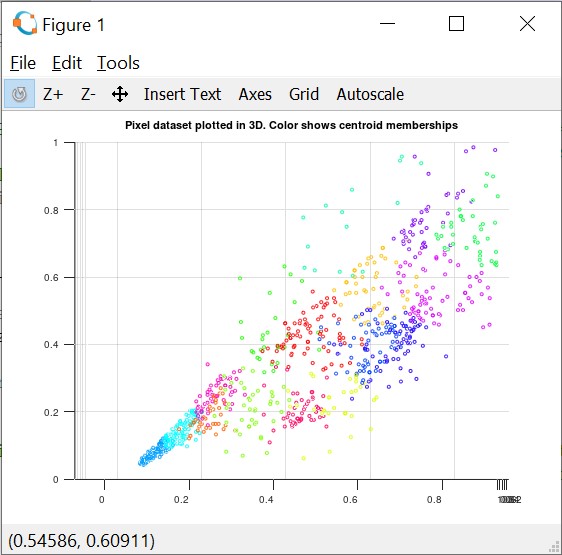 Figure 1
File Edit Tools
Z+ Z- Insert Text Axes Grid Autoscale
Pixel dataset plotted in 3D. Color shows centroid memberships
1
0.8
0.6
0.4
0.2
0
0 0.2 0.4 0.6 0.8
(0.54586, 0.60911)